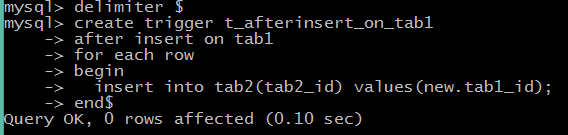 mysql> delimiter $
mysql> create trigger t_afterinsert_on_tab1
    -> after insert on tab1
    -> for each row
    -> begin
    ->  insert into tab2(tab2_id) values(new.tab1_id);
    -> end$
Query OK, 0 rows affected (0.10 sec)